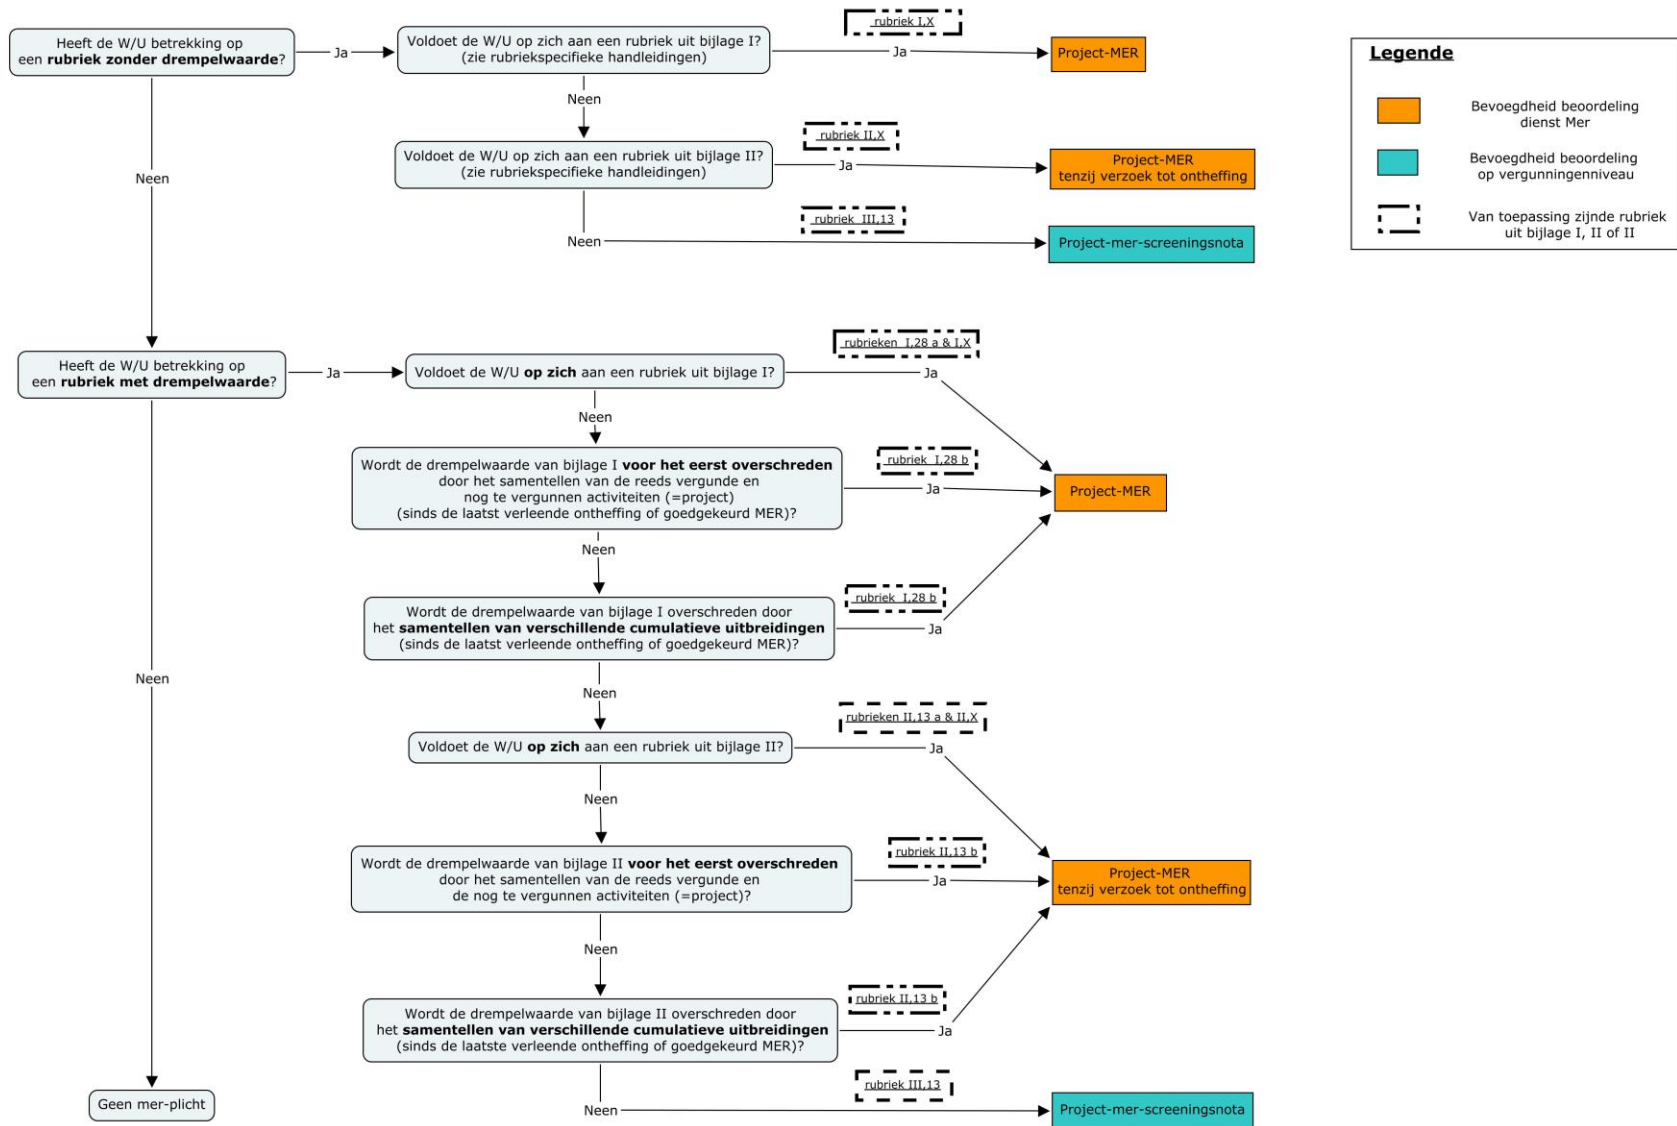 Heeft de W/U betrekking op
een rubriek zonder drempelwaarde?
Ja
Voldoet de W/U op zich aan een rubriek uit bijlage I?
(zie rubriekspecifieke handleidingen)
rubriek I,X
Ja
Project-MER
Neen
Voldoet de W/U op zich aan een rubriek uit bijlage II?
(zie rubriekspecifieke handleidingen)
rubriek II,X
Ja
Project-MER
tenzij verzoek tot ontheffing
rubriek III,13
Neen
Project-mer-screeningsnota
Neen
Legende
Bevoegdheid beoordeling
dienst Mer
Bevoegdheid beoordeling
op vergunningenniveau
Van toepassing zijnde rubriek
uit bijlage I, II of II
Heeft de W/U betrekking op
een rubriek met drempelwaarde?
Ja
Voldoet de W/U op zich aan een rubriek uit bijlage I?
rubrieken I,28 a & I,X
Ja
Neen
Wordt de drempelwaarde van bijlage I voor het eerst overschreden
door het samentellen van de reeds vergunde en
nog te vergunnen activiteiten (=project)
(sinds de laatst verleende ontheffing of goedgekeurd MER)?
rubriek I,28 b
Ja
Project-MER
Neen
Wordt de drempelwaarde van bijlage I overschreden door
het samentellen van verschillende cumulatieve uitbreidingen
(sinds de laatst verleende ontheffing of goedgekeurd MER)?
rubriek I,28 b
Ja
Neen
Neen
Voldoet de W/U op zich aan een rubriek uit bijlage II?
rubrieken II,13 a & II,X
Ja
Neen
Wordt de drempelwaarde van bijlage II voor het eerst overschreden
door het samentellen van de reeds vergunde en
de nog te vergunnen activiteiten (=project)?
rubriek II,13 b
Ja
Project-MER
tenzij verzoek tot ontheffing
Neen
Wordt de drempelwaarde van bijlage II overschreden door
het samentellen van verschillende cumulatieve uitbreidingen
(sinds de laatste verleende ontheffing of goedgekeurd MER)?
rubriek II,13 b
Ja
rubriek III,13
Neen
Project-mer-screeningsnota
Geen mer-plicht